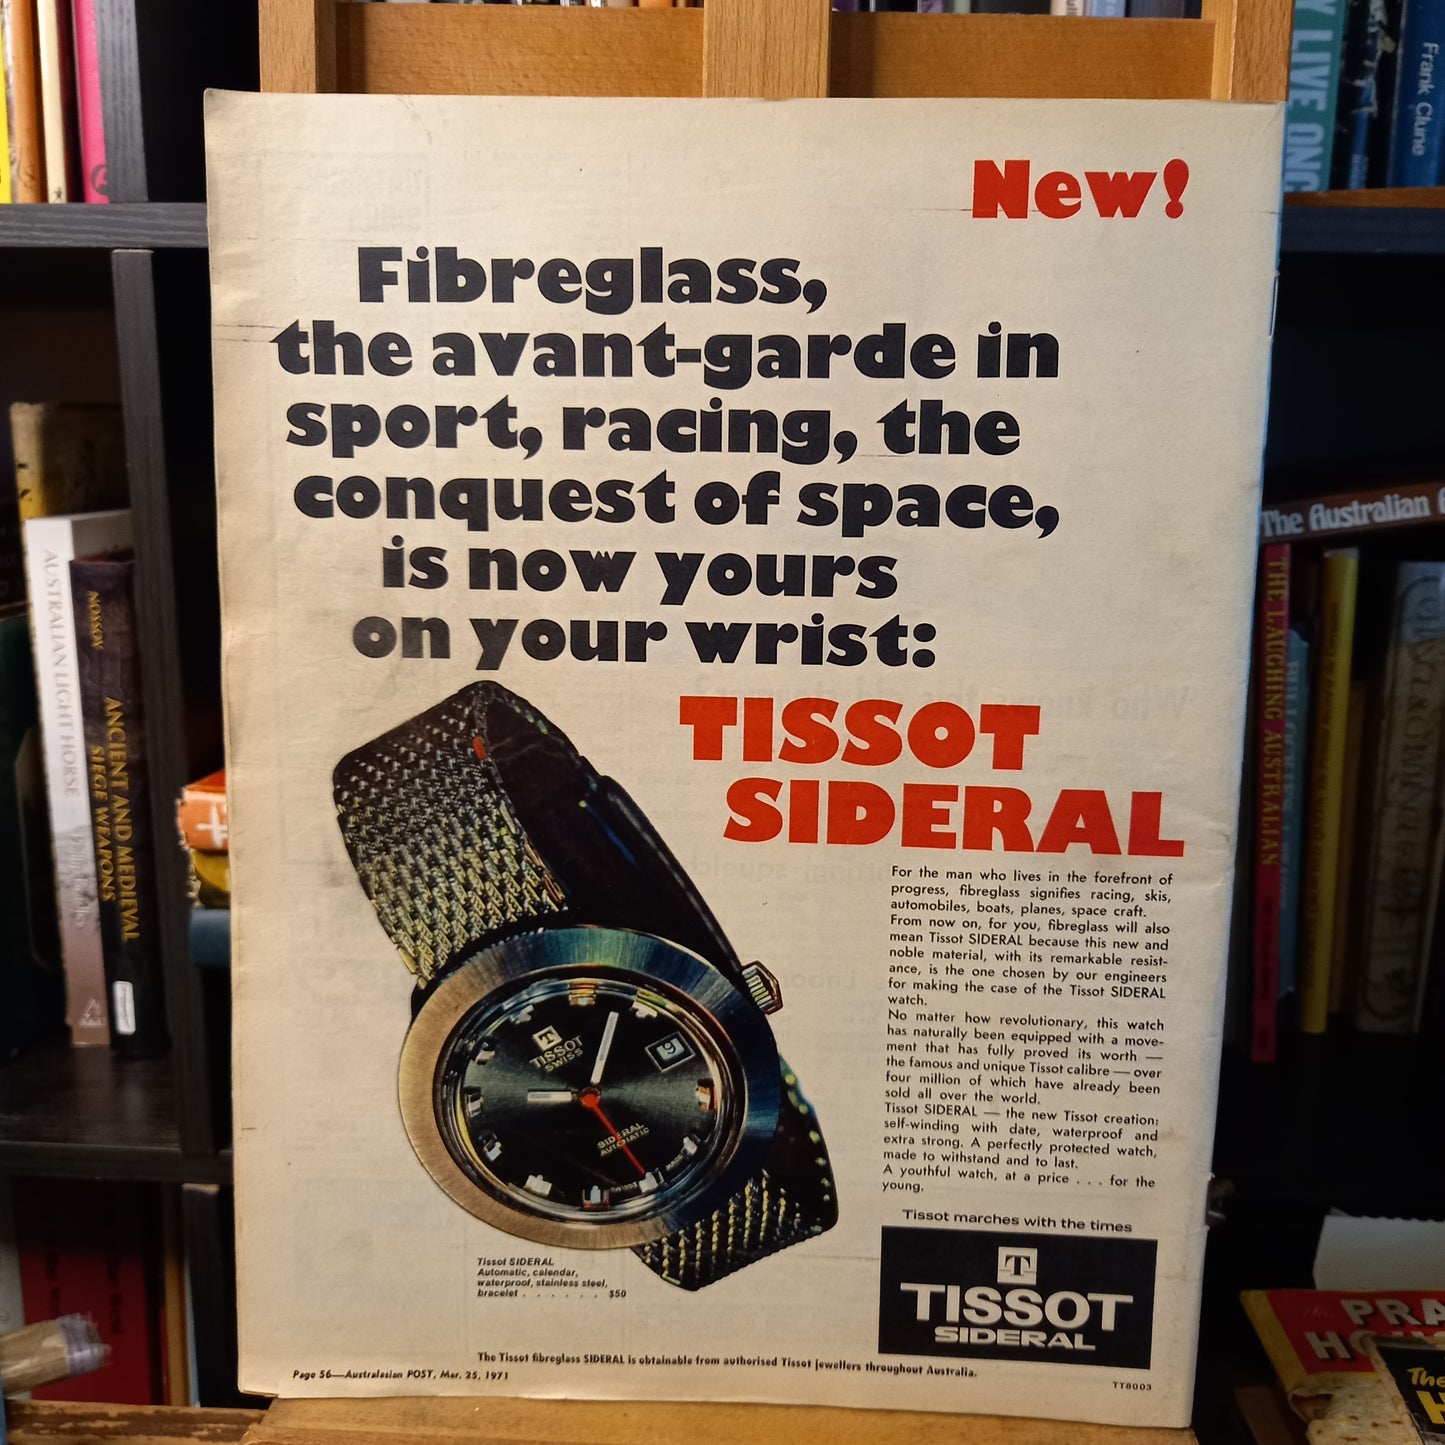 New!
Fibreglass,
the avant-garde in
sport, racing, the
conquest of space,
is now yours
on your wrist:
TISSOT
SIDERAL
For the man who lives in the forefront of
progress, fibreglass signifies racing, skis,
automobiles, boats, planes, space craft.
From now on, for you, fibreglass will also
mean Tissot SIDERAL because this new and
noble material, with its remarkable resist-
ance, is the one chosen by our engineers
for making the case of the Tissot SIDERAL
watch.
No matter how revolutionary, this watch
has naturally been equipped with a move-
ment that has fully proved its worth —
the famous and unique Tissot calibre — over
four million of which have already been
sold all over the world.
Tissot SIDERAL — the new Tissot creation:
self-winding with date, waterproof and
extra strong. A perfectly protected watch,
made to withstand and to last.
A youthful watch, at a price . . . for the
young.
Tissot marches with the times
T
TISSOT
SIDERAL
T
TISSOT
SWISS
9
SIDERAL
AUTOMATIC
Tissot SIDERAL
Automatic, calendar,
waterproof, stainless steel,
bracelet . . . . . . $50
The Tissot fibreglass SIDERAL is obtainable from authorised Tissot jewellers throughout Australia.
Page 56—Australasian POST, Mar. 25, 1971
TT8003
AUSTRALIAN LIGHT HORSE
NOSSOV
ANCIENT AND MEDIEVAL
SIEGE WEAPONS
LIVE ONC
Frank Clune
The Australian
THE LAUGHING AUSTRALIAN
the PRA
HO
The
H